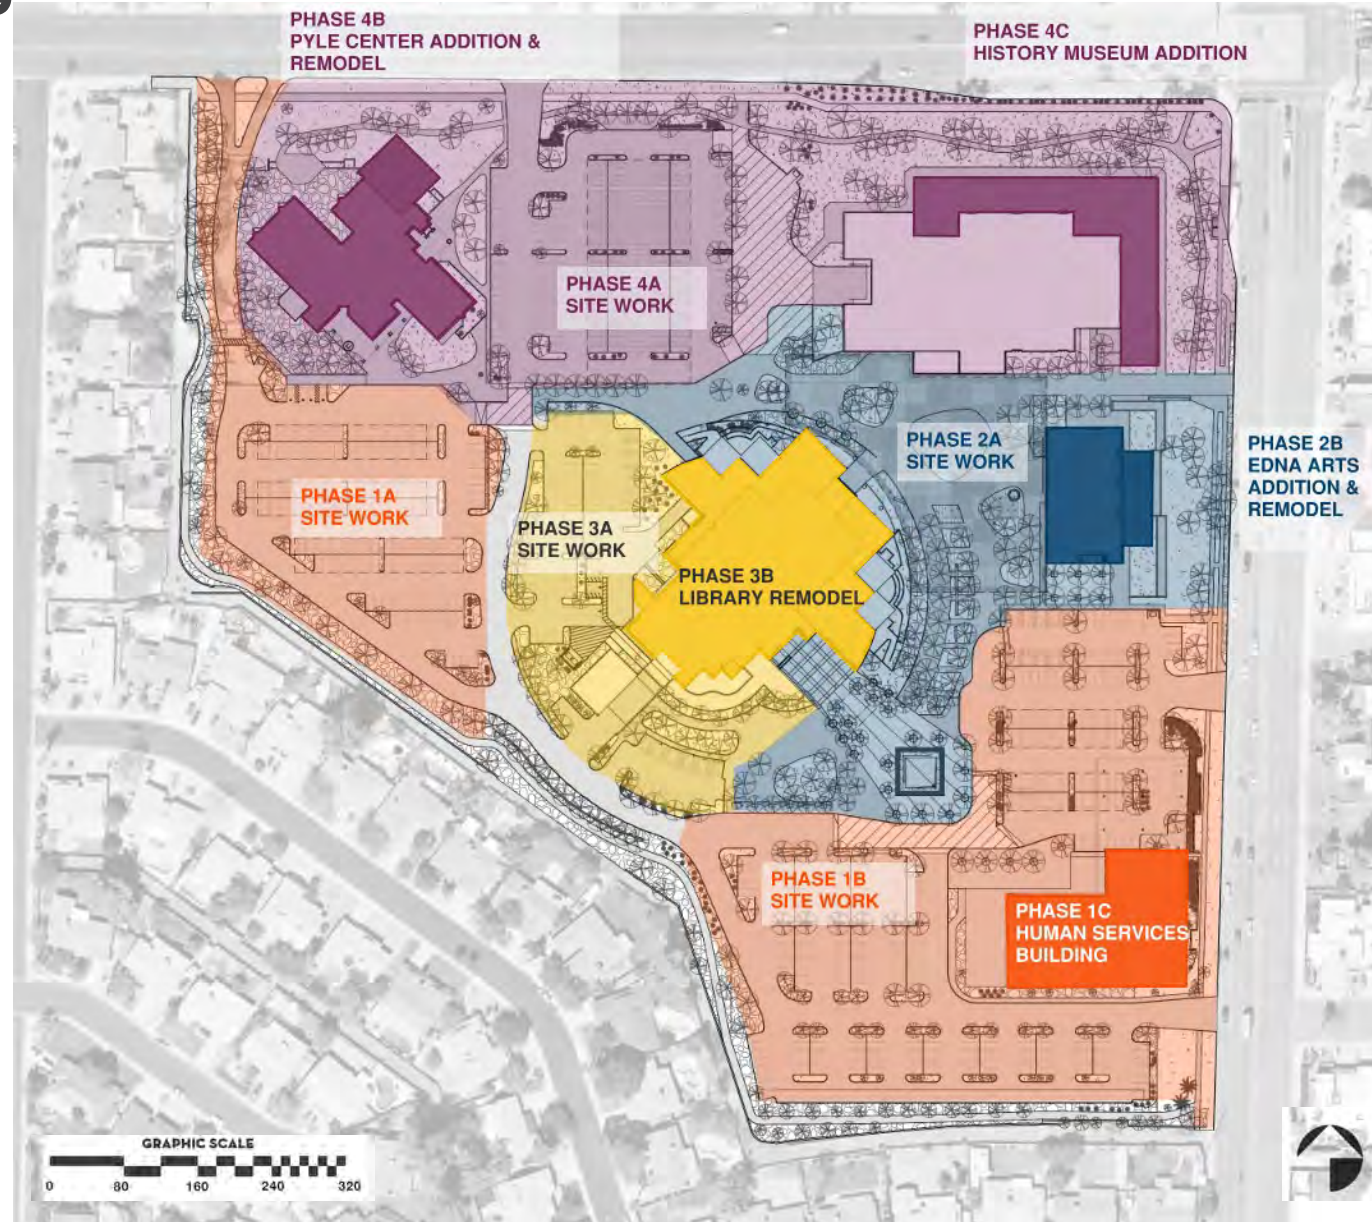 PHASE 4B
PYLE CENTER ADDITION &
REMODEL
PHASE 4C
HISTORY MUSEUM ADDITION
PHASE 4A
SITE WORK
PHASE 2A
SITE WORK
PHASE 2B
EDNA ARTS
ADDITION &
REMODEL
PHASE 1A
SITE WORK
PHASE 3A
SITE WORK
PHASE 3B
LIBRARY REMODEL
PHASE 1B
SITE WORK
PHASE 1C
HUMAN SERVICES
BUILDING
GRAPHIC SCALE
0 80 160 240 320